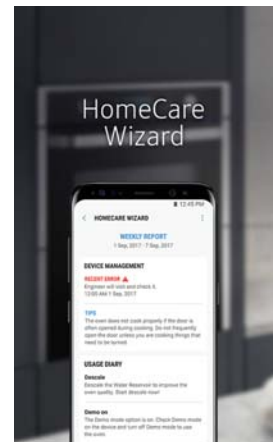 HomeCare
Wizard
12:45 PM
HOMECARE WIZARD
WEEKLY REPORT
1 Sep, 2017 - 7 Sep, 2017
DEVICE MANAGEMENT
RECENT ERROR
Engineer will visit and check it.
12:05 AM 1 Sep, 2017
TIPS
The oven does not cook properly if the door is
often opened during cooking. Do not frequently
open the door unless you are cooking things that
need to be turned.
USAGE DIARY
Descale
Descale the Water Reservoir to improve the
oven quality. Start descale now!
Demo on
The Demo mode option is on. Check Demo mode
on the device and turn off Demo mode to use
the oven.